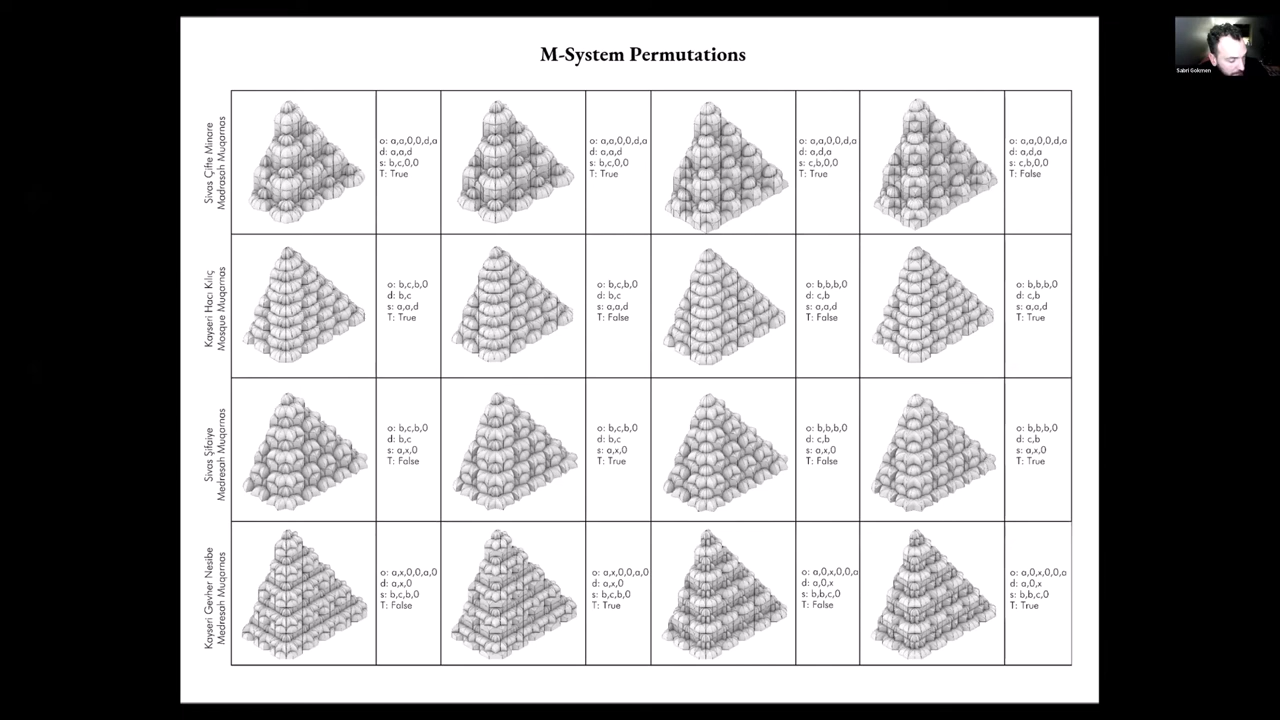 M-System Permutations
Sabri Gokmen
Sivas Çifte Minare
Madrasah Muqarnas
o: a,a,0,0,d,a
d: a,a,d
s: b,c,0,0
T: True
o: a,a,0,0,d,a
d: a,a,d
s: b,c,0,0
T: True
o: a,a,0,0,d,a
d: a,d,a
s: c,b,0,0
T: True
o: a,a,0,0,d,a
d: a,d,a
s: c,b,0,0
T: False
Kayseri Hacı Kılıç
Mosque Muqarnas
o: b,c,b,0
d: b,c
s: a,a,d
T: True
o: b,c,b,0
d: b,c
s: a,a,d
T: False
o: b,b,b,0
d: c,b
s: a,a,d
T: False
o: b,b,b,0
d: c,b
s: a,a,d
T: True
Sivas Şifaiye
Medresah Muqarnas
o: b,c,b,0
d: b,c
s: a,x,0
T: False
o: b,c,b,0
d: b,c
s: a,x,0
T: True
o: b,b,b,0
d: c,b
s: a,x,0
T: False
o: b,b,b,0
d: c,b
s: a,x,0
T: True
Kayseri Gevher Nesibe
Medresah Muqarnas
o: a,x,0,0,a,0
d: a,x,0
s: b,c,b,0
T: False
o: a,x,0,0,a,0
d: a,x,0
s: b,c,b,0
T: True
o: a,0,x,0,0,a
d: a,0,x
s: b,b,c,0
T: False
o: a,0,x,0,0,a
d: a,0,x
s: b,b,c,0
T: True